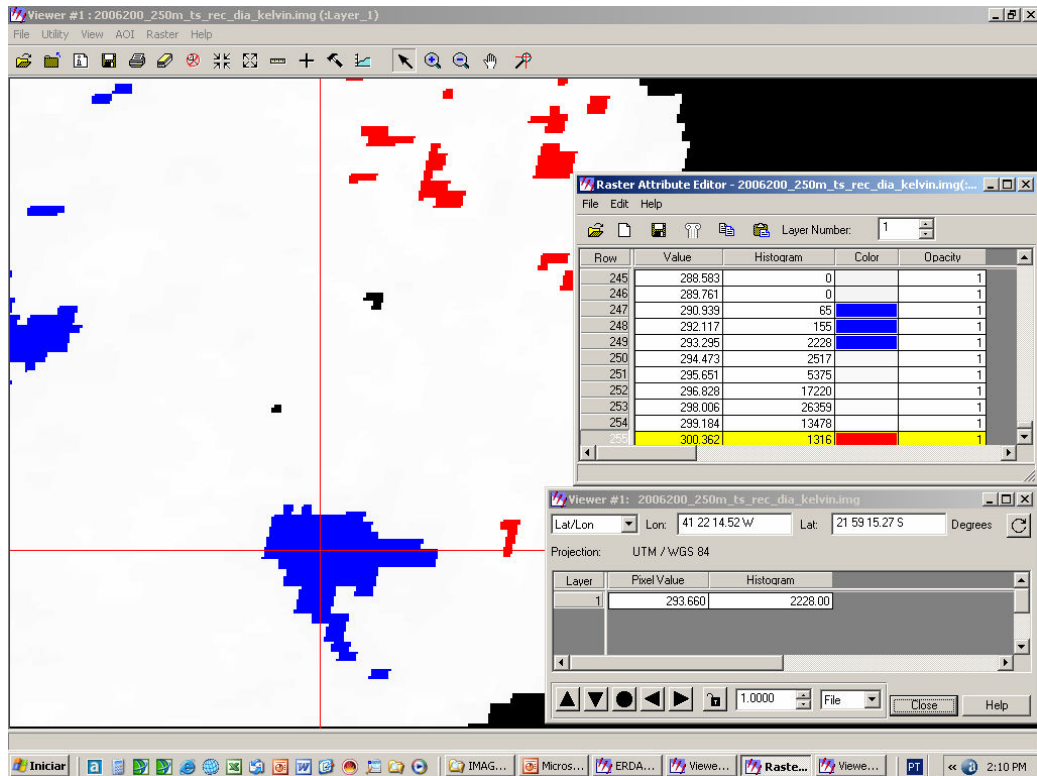 Viewer #1 : 2006200_250m_ts_rec_dia_kelvin.img (:Layer_1)
File Utility View AOI Raster Help
Raster Attribute Editor - 2006200_250m_ts_rec_dia_kelvin.img(:...
File Edit Help
Layer Number: 1
Row Value Histogram Color Opacity
245 288.583 0 1
246 289.761 0 1
247 290.939 65 1
248 292.117 155 1
249 293.295 2228 1
250 294.473 2517 1
251 295.651 5375 1
252 296.828 17220 1
253 298.006 26359 1
254 299.184 13478 1
255 300.362 1316 1
Viewer #1: 2006200_250m_ts_rec_dia_kelvin.img
Lat/Lon Lon: 41 22 14.52 W Lat: 21 59 15.27 S Degrees
Projection: UTM / WGS 84
Layer Pixel Value Histogram
1 293.660 2228.00
1.0000 File Close Help
Iniciar IMAG... Micros... ERDA... Viewe... Raste... Viewe... PT « 2:10 PM